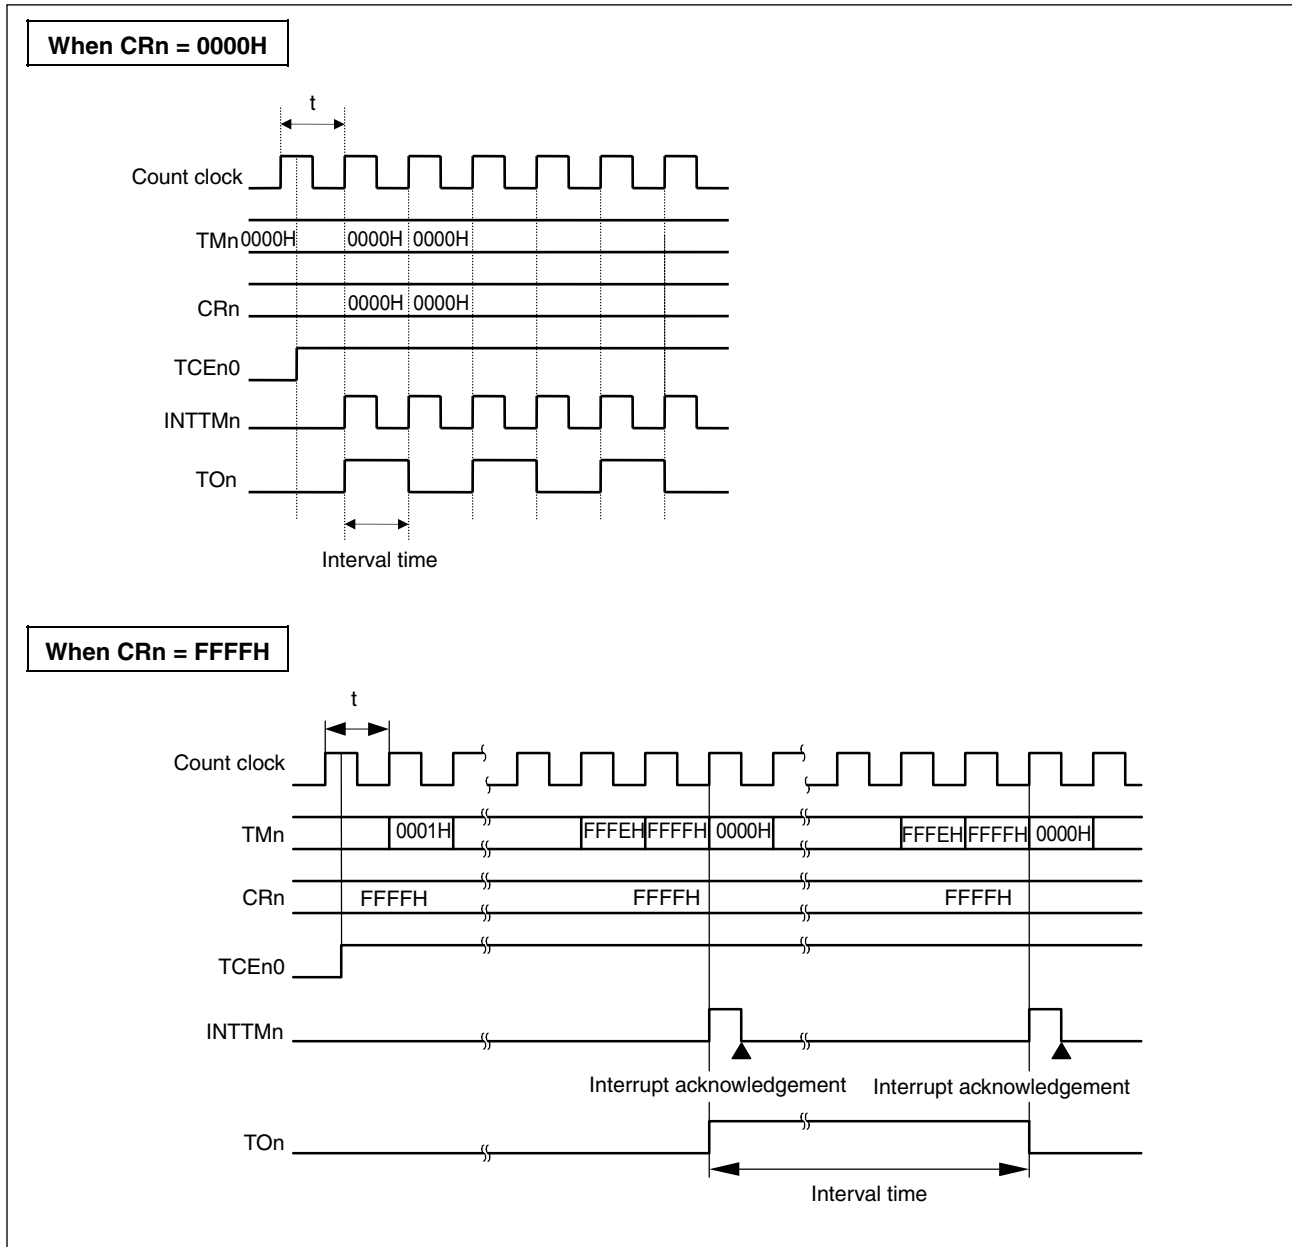 When CRn = 0000H
t
Count clock
TMn 0000H 0000H 0000H
CRn 0000H 0000H
TCEn0
INTTMn
TOn
Interval time
When CRn = FFFFH
t
Count clock
TMn 0001H FFFEH FFFFH 0000H FFFEH FFFFH 0000H
CRn FFFFH FFFFH FFFFH
TCEn0
INTTMn
Interrupt acknowledgement Interrupt acknowledgement
TOn
Interval time